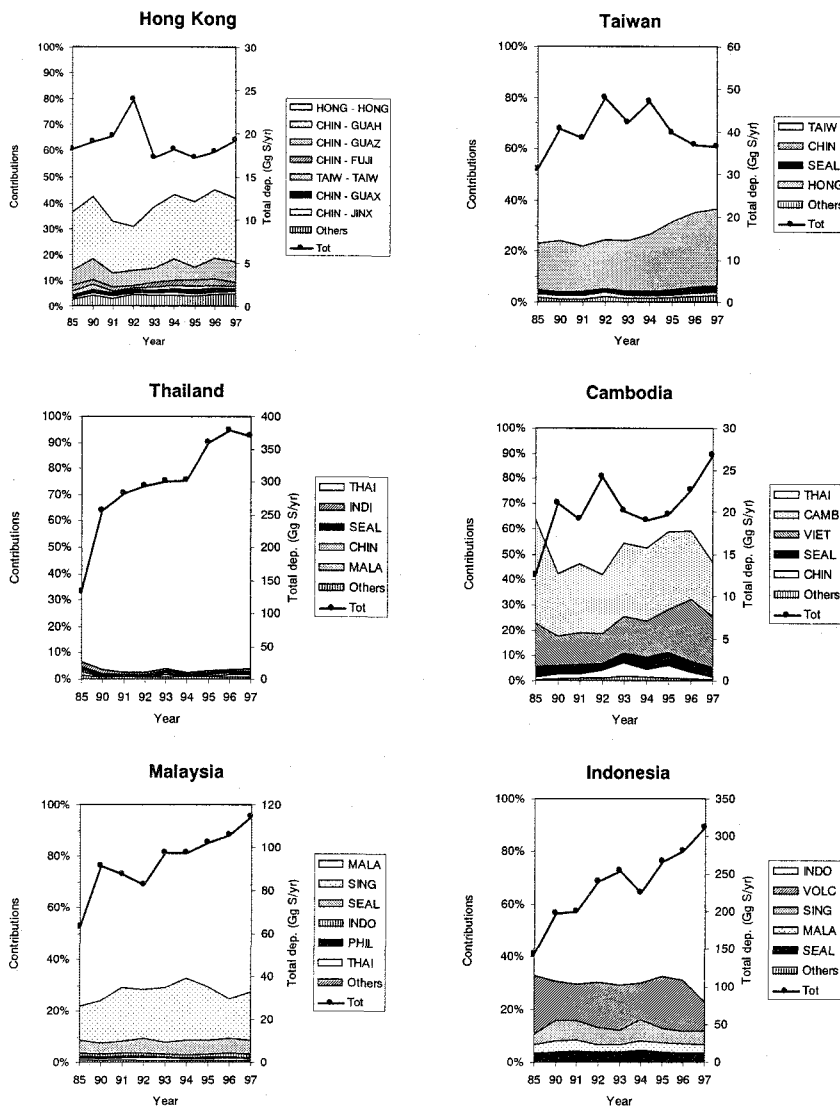 Hong Kong
100%
90%
80%
70%
60%
50%
40%
30%
20%
10%
0%
Contributions
30
25
20
15
10
5
0
Total dep. (Gg S/yr)
85 90 91 92 93 94 95 96 97
Year
HONG - HONG
CHIN - GUAH
CHIN - GUAZ
CHIN - FUJI
TAIW - TAIW
CHIN - GUAX
CHIN - JINX
Others
Tot
Taiwan
100%
80%
60%
40%
20%
0%
Contributions
60
50
40
30
20
10
0
Total dep. (Gg S/yr)
85 90 91 92 93 94 95 96 97
Year
TAIW
CHIN
SEAL
HONG
Others
Tot
Thailand
100%
90%
80%
70%
60%
50%
40%
30%
20%
10%
0%
Contributions
400
350
300
250
200
150
100
50
0
Total dep. (Gg S/yr)
85 90 91 92 93 94 95 96 97
Year
THAI
INDI
SEAL
CHIN
MALA
Others
Tot
Cambodia
100%
90%
80%
70%
60%
50%
40%
30%
20%
10%
0%
Contributions
30
25
20
15
10
5
0
Total dep. (Gg S/yr)
85 90 91 92 93 94 95 96 97
Year
THAI
CAMB
VIET
SEAL
CHIN
Others
Tot
Malaysia
100%
80%
60%
40%
20%
0%
Contributions
120
100
80
60
40
20
0
Total dep. (Gg S/yr)
85 90 91 92 93 94 95 96 97
Year
MALA
SING
SEAL
INDO
PHIL
THAI
Others
Tot
Indonesia
100%
80%
60%
40%
20%
0%
Contributions
350
300
250
200
150
100
50
0
Total dep. (Gg S/yr)
85 90 91 92 93 94 95 96 97
Year
INDO
VOLC
SING
MALA
SEAL
Others
Tot